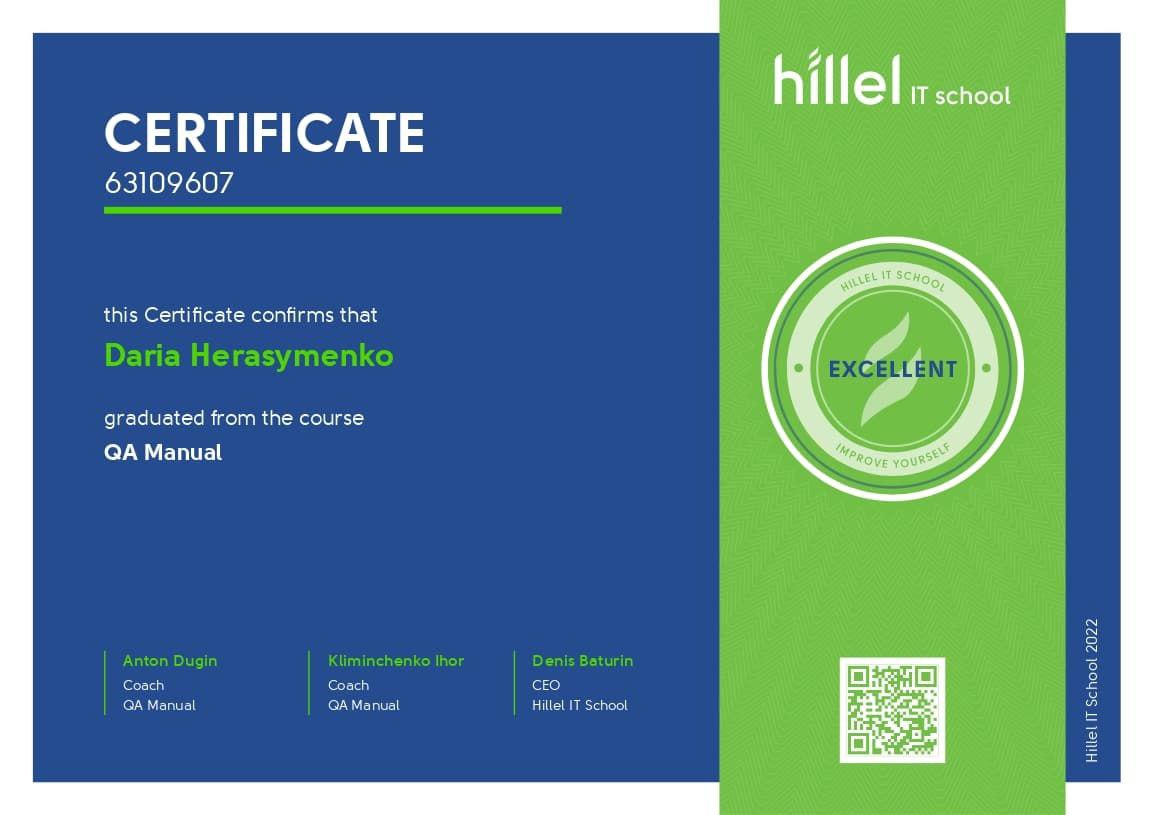 CERTIFICATE
63109607
this Certificate confirms that
Daria Herasymenko
graduated from the course
QA Manual
Anton Dugin
Coach
QA Manual
Kliminchenko Ihor
Coach
QA Manual
Denis Baturin
CEO
Hillel IT School
hillel IT school
HILLEL IT SCHOOL
EXCELLENT
IMPROVE YOURSELF
Hillel IT School 2022